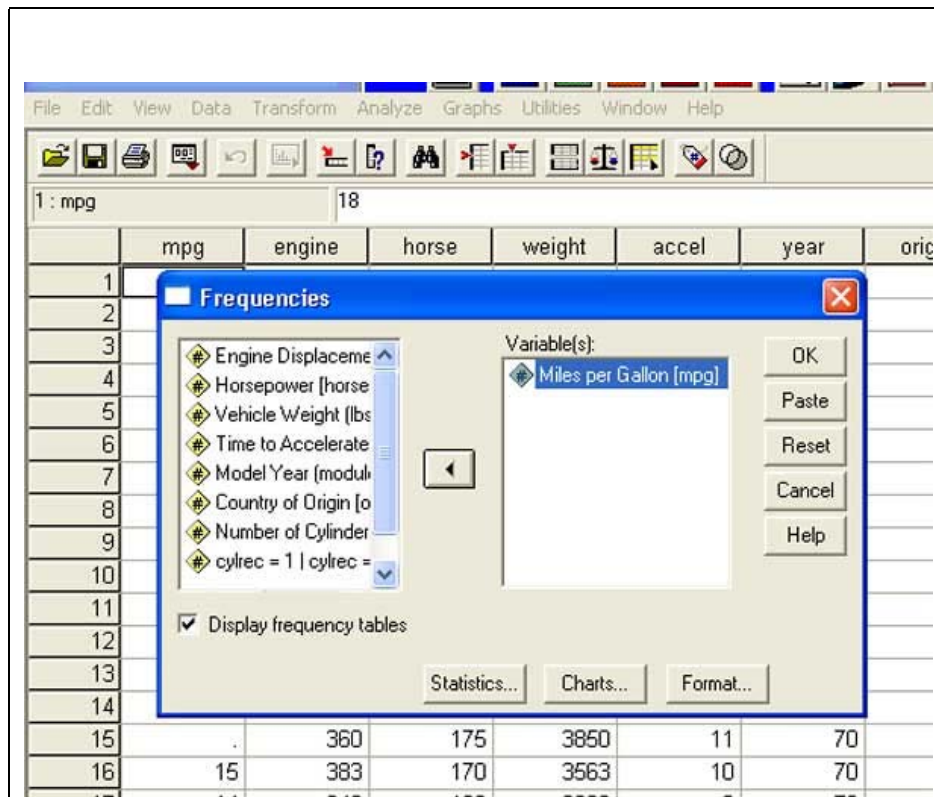 File Edit View Data Transform Analyze Graphs Utilities Window Help
1 : mpg 18
mpg engine horse weight accel year orig
1
2
3
4
5
6
7
8
9
10
11
12
13
14
Frequencies
Engine Displaceme
Horsepower [horse
Vehicle Weight (lbs
Time to Accelerate
Model Year (modul
Country of Origin [o
Number of Cylinder
cylrec = 1 | cylrec =
Variable(s):
Miles per Gallon [mpg]
OK
Paste
Reset
Cancel
Help
Display frequency tables
Statistics... Charts... Format...
15 . 360 175 3850 11 70
16 15 383 170 3563 10 70